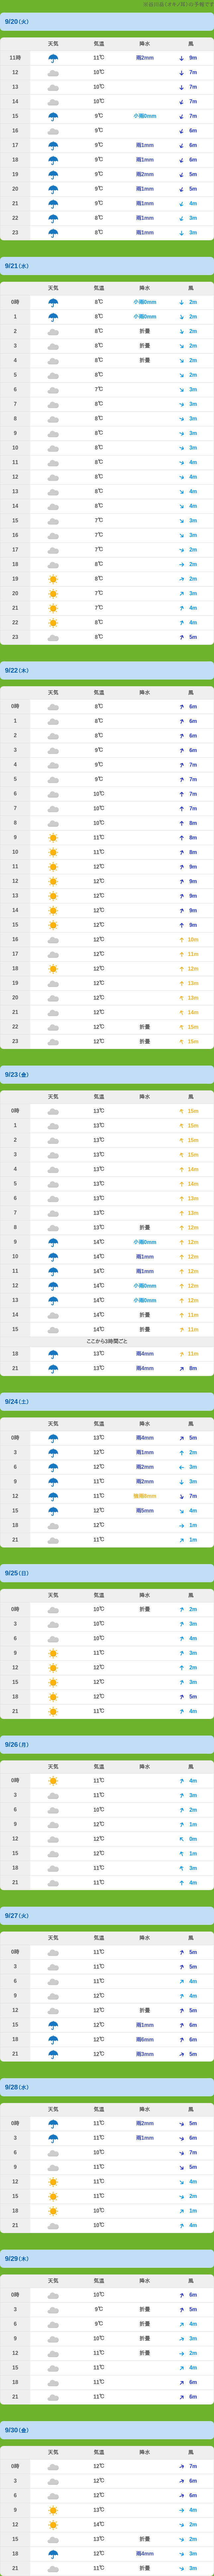 9/20 (火)
天気 気温 降水 風
11時 11℃ 雨2mm 9m
12 10℃ 7m
13 10℃ 7m
14 10℃ 7m
15 9℃ 小雨0mm 7m
16 9℃ 6m
17 9℃ 雨1mm 6m
18 9℃ 雨1mm 6m
19 9℃ 雨2mm 5m
20 9℃ 雨1mm 5m
21 9℃ 雨1mm 4m
22 8℃ 雨1mm 3m
23 8℃ 雨1mm 3m
9/21 (水)
天気 気温 降水 風
0時 8℃ 小雨0mm 2m
1 8℃ 小雨0mm 2m
2 8℃ 折畳 2m
3 8℃ 折畳 2m
4 8℃ 折畳 2m
5 8℃ 2m
6 7℃ 3m
7 8℃ 3m
8 8℃ 3m
9 8℃ 3m
10 8℃ 3m
11 8℃ 4m
12 8℃ 4m
13 8℃ 4m
14 8℃ 4m
15 7℃ 3m
16 7℃ 3m
17 7℃ 2m
18 8℃ 2m
19 8℃ 2m
20 7℃ 3m
21 7℃ 4m
22 8℃ 4m
23 8℃ 5m
9/22 (木)
天気 気温 降水 風
0時 8℃ 6m
1 8℃ 6m
2 8℃ 6m
3 9℃ 6m
4 9℃ 7m
5 9℃ 7m
6 10℃ 7m
7 10℃ 7m
8 10℃ 8m
9 11℃ 8m
10 11℃ 8m
11 12℃ 9m
12 12℃ 9m
13 12℃ 9m
14 12℃ 9m
15 12℃ 9m
16 12℃ 10m
17 12℃ 11m
18 12℃ 12m
19 12℃ 13m
20 12℃ 13m
21 12℃ 14m
22 12℃ 折畳 15m
23 12℃ 折畳 15m
9/23 (金)
天気 気温 降水 風
0時 13℃ 15m
1 13℃ 15m
2 13℃ 15m
3 13℃ 15m
4 13℃ 14m
5 13℃ 14m
6 13℃ 13m
7 13℃ 13m
8 13℃ 折畳 12m
9 14℃ 小雨0mm 12m
10 14℃ 雨1mm 12m
11 14℃ 雨1mm 12m
12 14℃ 小雨0mm 12m
13 14℃ 小雨0mm 12m
14 14℃ 折畳 11m
15 14℃ 折畳 11m
ここから3時間ごと
18 13℃ 雨4mm 11m
21 13℃ 雨4mm 8m
9/24 (土)
天気 気温 降水 風
0時 13℃ 雨4mm 5m
3 12℃ 雨1mm 2m
6 12℃ 雨2mm 3m
9 11℃ 雨2mm 3m
12 11℃ 7m
15 12℃ 雨5mm 4m
18 12℃ 1m
21 11℃ 1m
9/25 (日)
天気 気温 降水 風
0時 10℃ 折畳 2m
3 10℃ 3m
6 10℃ 4m
9 11℃ 3m
12 12℃ 2m
15 12℃ 3m
18 12℃ 5m
21 11℃ 4m
9/26 (月)
天気 気温 降水 風
0時 11℃ 4m
3 11℃ 3m
6 10℃ 2m
9 12℃ 1m
12 12℃ 0m
15 12℃ 1m
18 11℃ 3m
21 11℃ 4m
9/27 (火)
天気 気温 降水 風
0時 11℃ 5m
3 11℃ 5m
6 11℃ 4m
9 12℃ 4m
12 12℃ 折畳 5m
15 12℃ 雨1mm 6m
18 12℃ 雨6mm 6m
21 12℃ 雨3mm 5m
9/28 (水)
天気 気温 降水 風
0時 11℃ 雨2mm 5m
3 11℃ 雨1mm 6m
6 10℃ 7m
9 11℃ 5m
12 11℃ 4m
15 11℃ 2m
18 10℃ 1m
21 10℃ 4m
9/29 (木)
天気 気温 降水 風
0時 10℃ 6m
3 9℃ 折畳 5m
6 9℃ 折畳 4m
9 10℃ 折畳 3m
12 11℃ 折畳 2m
15 11℃ 4m
18 11℃ 6m
21 11℃ 6m
9/30 (金)
天気 気温 降水 風
0時 12℃ 7m
3 12℃ 6m
6 12℃ 6m
9 13℃ 4m
12 14℃ 2m
15 13℃ 折畳 2m
18 12℃ 雨4mm 3m
21 11℃ 折畳 3m